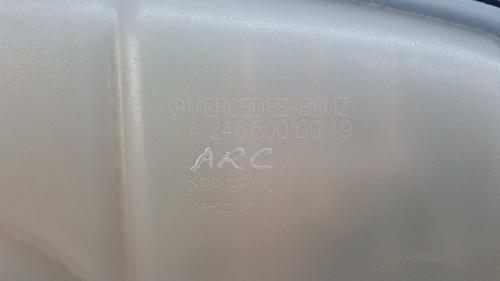 MERCEDES-BENZ
A 246 500 00 49
ARC
>PP GF10<